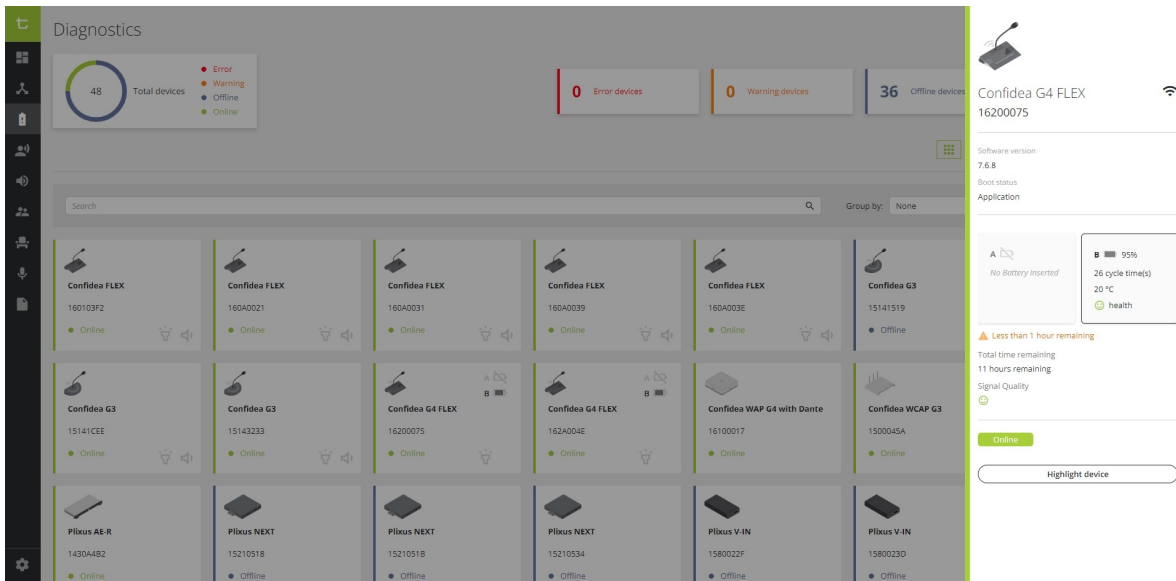 Diagnostics
48
Total devices
Error
Warning
Offline
Online
0 Error devices
0 Warning devices
36 Offline devices
Search
Group by: None
Confidea FLEX
160103F2
Online
Confidea FLEX
160A0021
Online
Confidea FLEX
160A0031
Online
Confidea FLEX
160A0039
Online
Confidea FLEX
160A003E
Online
Confidea G3
15141519
Offline
Confidea G3
15141CEE
Online
Confidea G3
15143233
Online
A
B
Confidea G4 FLEX
16200075
Online
A
B
Confidea G4 FLEX
162A004E
Online
Confidea WAP G4 with Dante
16100017
Online
Confidea WCAP G3
1500045A
Online
Plixus AE-R
1430A4B2
Online
Plixus NEXT
15210518
Offline
Plixus NEXT
1521051B
Offline
Plixus NEXT
15210534
Offline
Plixus V-IN
1580022F
Offline
Plixus V-IN
1580023D
Offline
Confidea G4 FLEX
16200075
Software version
7.6.8
Boot status
Application
A
No Battery Inserted
B 95%
26 cycle time(s)
20 °C
health
Less than 1 hour remaining
Total time remaining
11 hours remaining
Signal Quality
Online
Highlight device